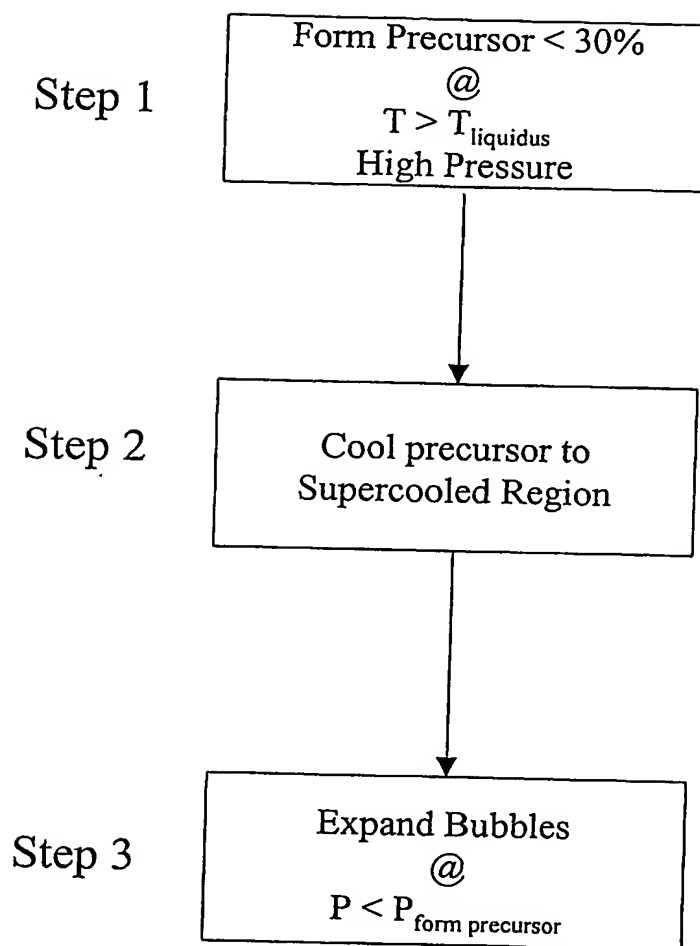 Step 1
Form Precursor < 30%
@
T > T_liquidus
High Pressure
Step 2
Cool precursor to
Supercooled Region
Step 3
Expand Bubbles
@
P < P_form precursor